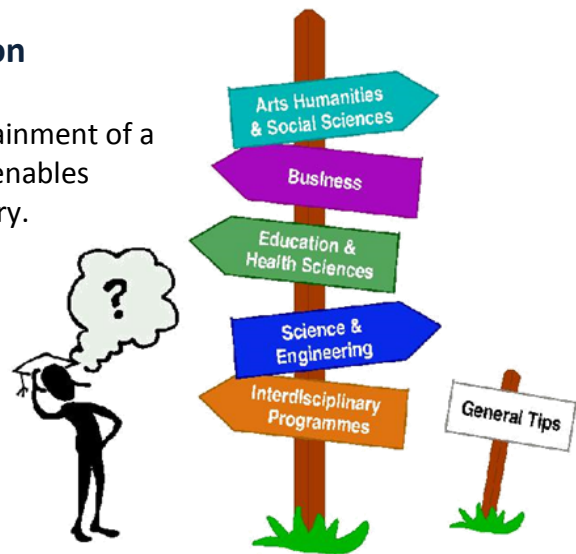 on
ainment of a
enables
ry.
Arts Humanities
& Social Sciences
Business
Education &
Health Sciences
?
Science &
Engineering
Interdisciplinary
Programmes
General Tips